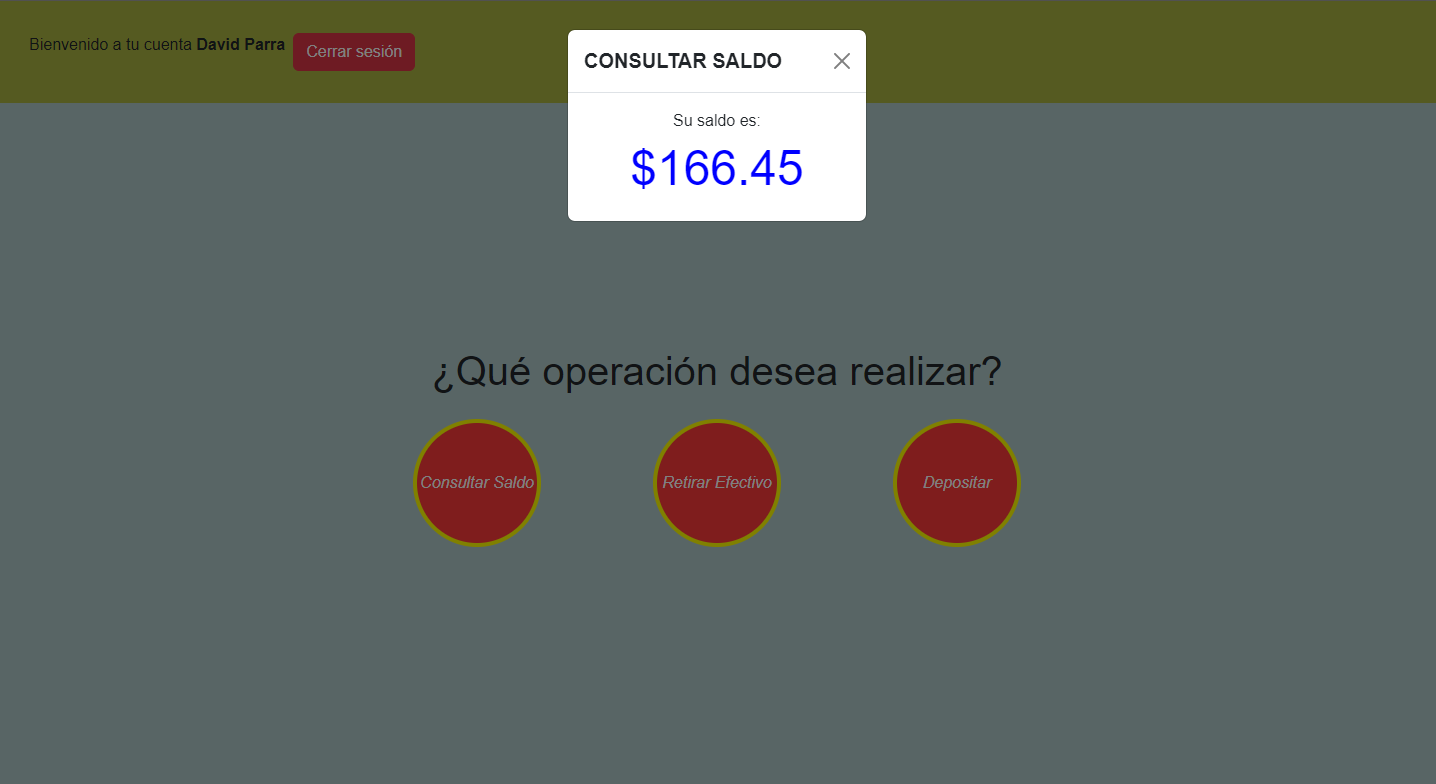 Bienvenido a tu cuenta David Parra Cerrar sesión
CONSULTAR SALDO
Su saldo es:
$166.45
¿Qué operación desea realizar?
Consultar Saldo
Retirar Efectivo
Depositar